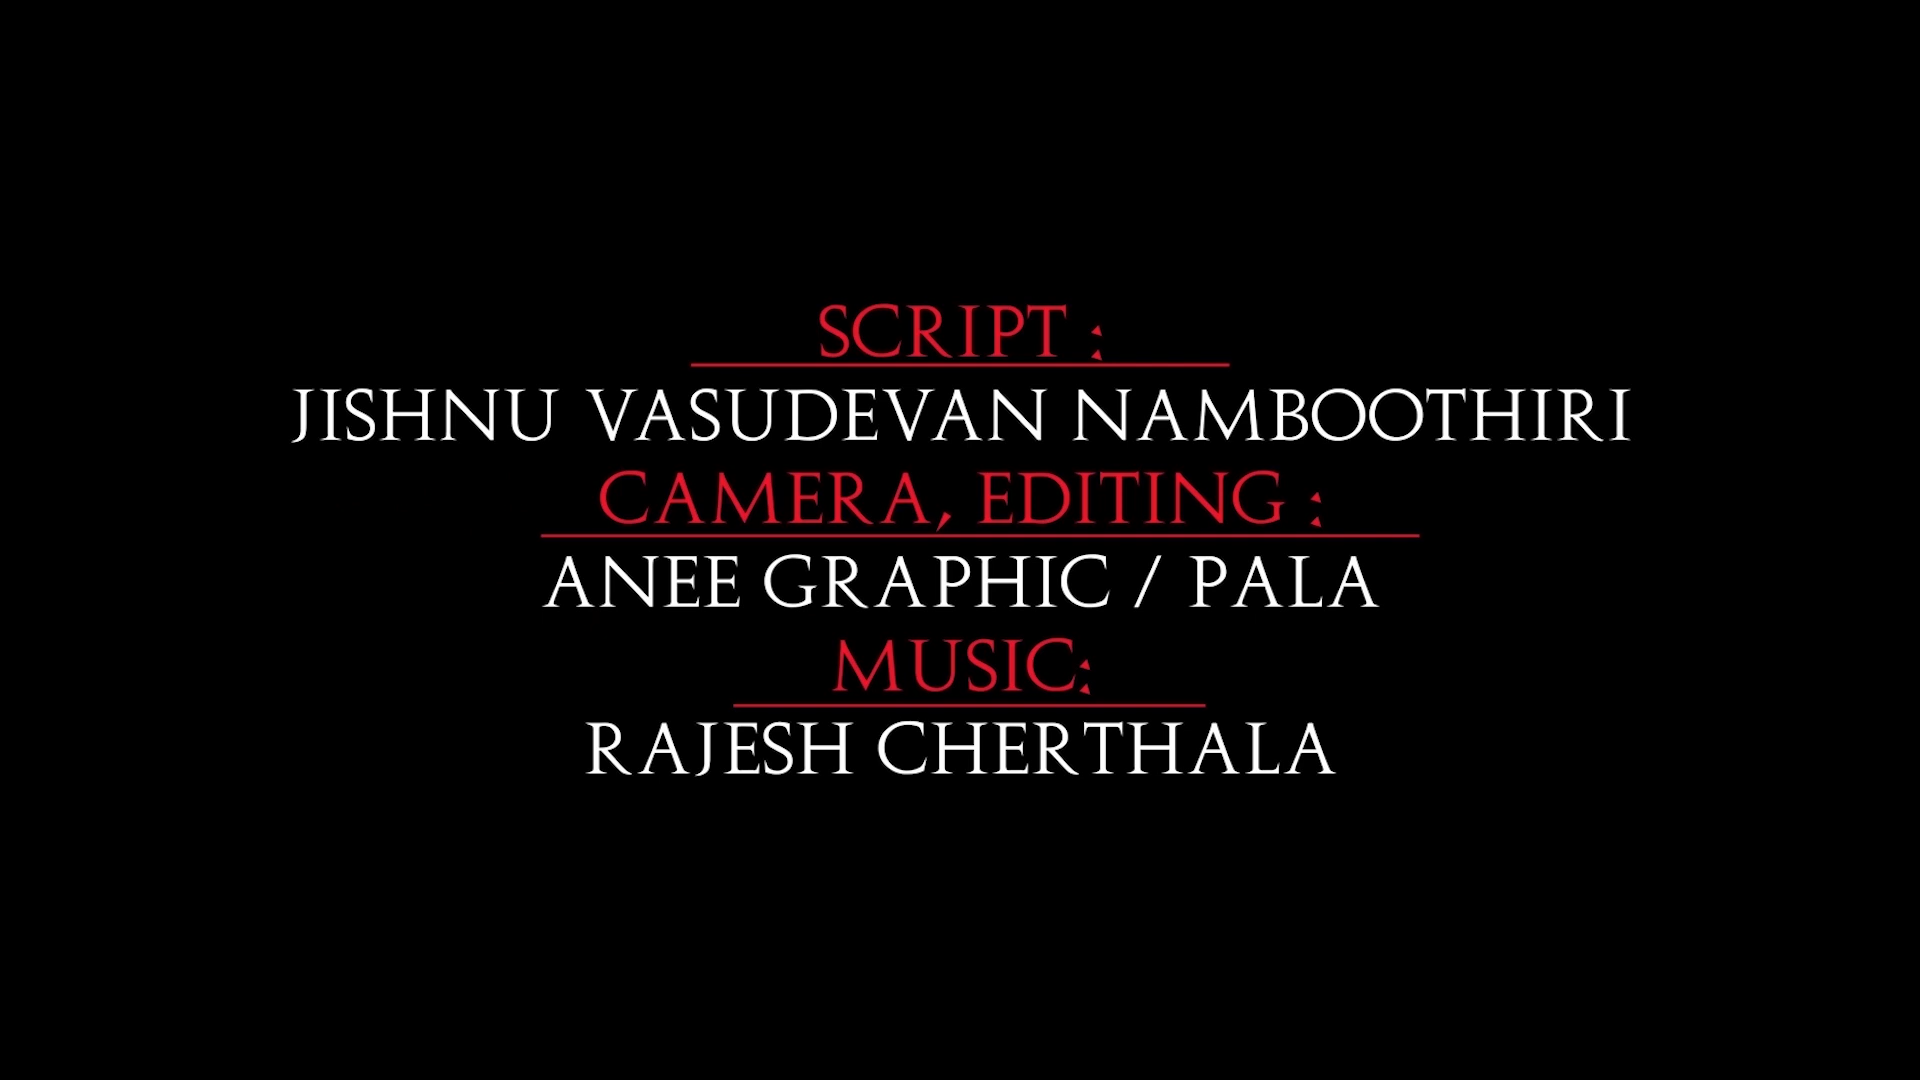 SCRIPT :
JISHNU VASUDEVAN NAMBOOTHIRI
CAMERA, EDITING :
ANEE GRAPHIC / PALA
MUSIC:
RAJESH CHERTHALA